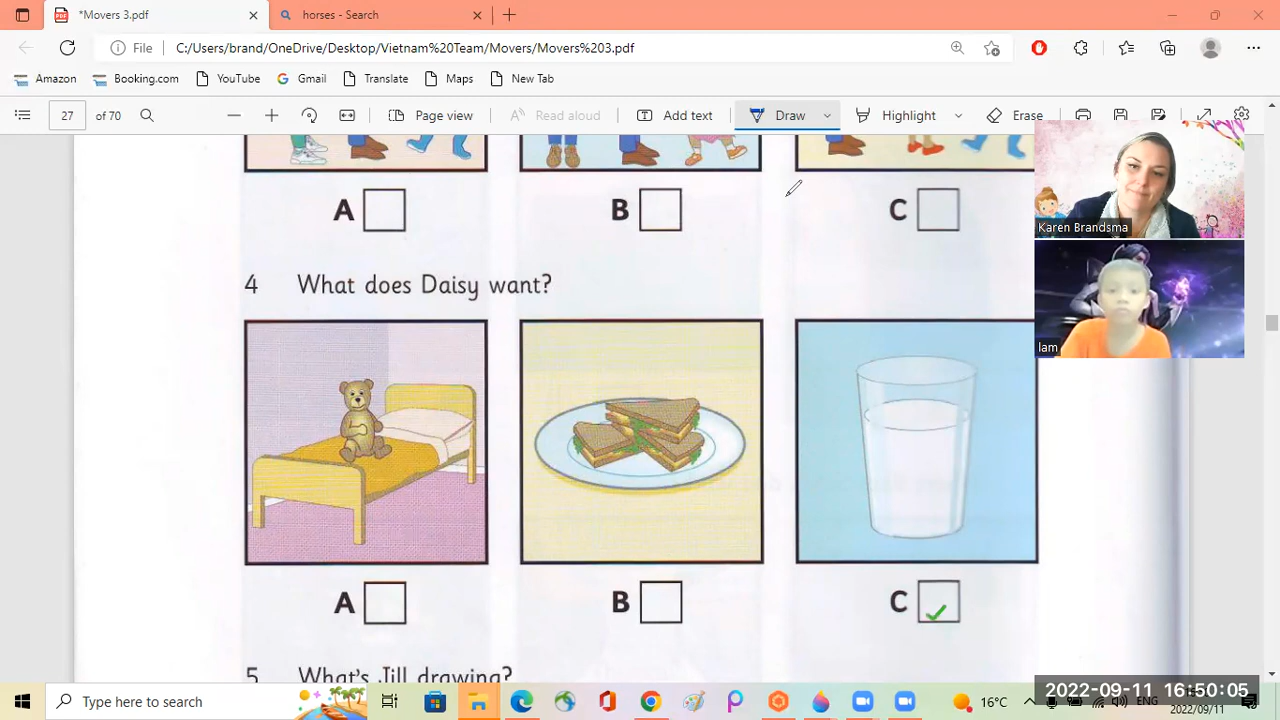 *Movers 3.pdf
horses - Search
File C:/Users/brand/OneDrive/Desktop/Vietnam%20Team/Movers/Movers%203.pdf
Amazon Booking.com YouTube Gmail Translate Maps New Tab
27 of 70 Page view Read aloud Add text Draw Highlight Erase
Karen Brandsma
lam
A B C
4 What does Daisy want?
A B C
5 What's Jill drawing?
Type here to search
16°C ENG
2022-09-11 16:50:05
2022/09/11